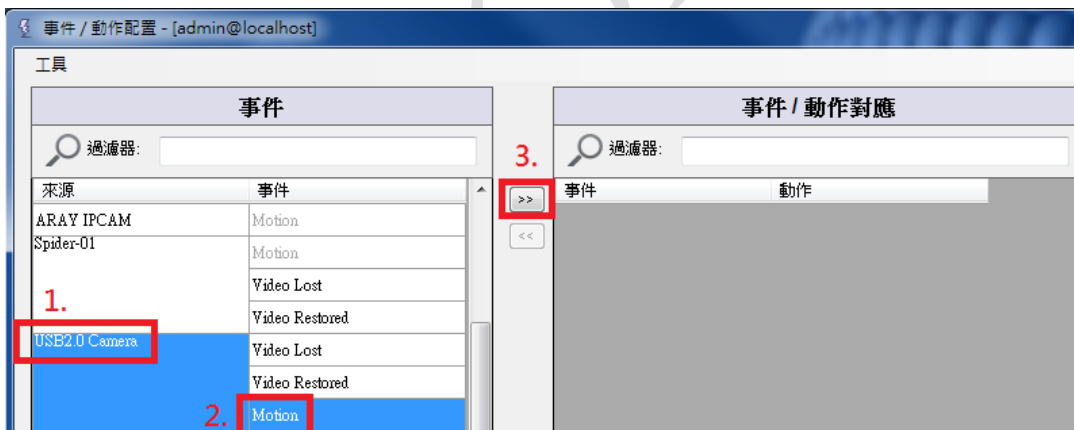 事件 / 動作配置 - [admin@localhost]
工具
事件
過濾器:
來源 事件
ARAY IPCAM Motion
Spider-01 Motion
Video Lost
1.
Video Restored
USB2.0 Camera Video Lost
Video Restored
2. Motion
3.
>>
<<
事件 / 動作對應
過濾器:
事件 動作